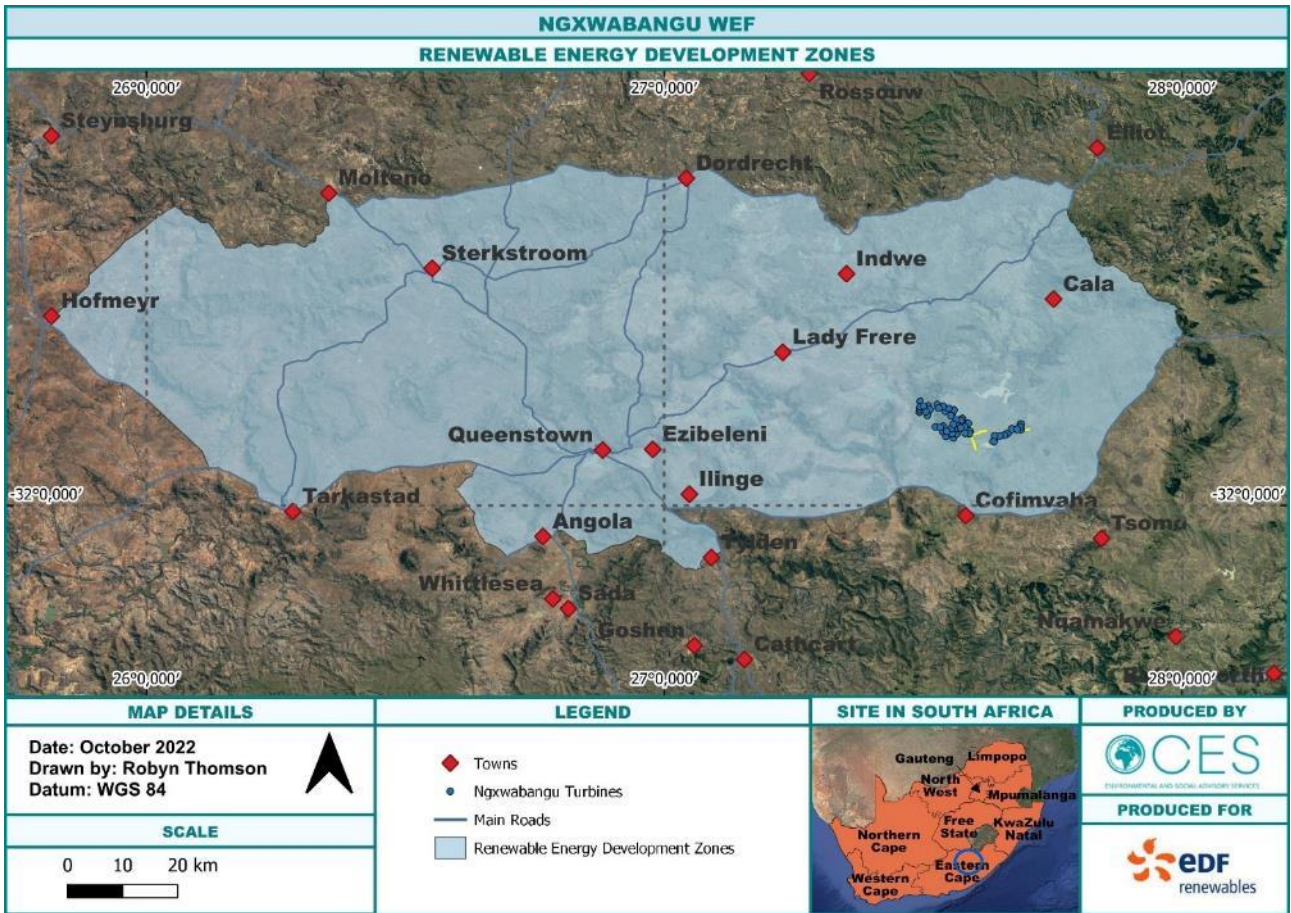 NGXWABANGU WEF
RENEWABLE ENERGY DEVELOPMENT ZONES
26°0,000'
27°0,000'
28°0,000'
Rossouw
Steynsburg
Elliot
Dordrecht
Molteno
Sterkstroom
Indwe
Cala
Hofmeyr
Lady Frere
Queenstown
Ezibeleni
Ilinge
-32°0,000'
-32°0,000'
Tarkastad
Cofimvaba
Angola
Tsomo
Tylden
Whittlesea
Sada
Goshen
Cathcart
Nqamakwe
26°0,000'
27°0,000'
28°0,000'
MAP DETAILS
Date: October 2022
Drawn by: Robyn Thomson
Datum: WGS 84
SCALE
0 10 20 km
LEGEND
Towns
Ngxwabangu Turbines
Main Roads
Renewable Energy Development Zones
SITE IN SOUTH AFRICA
Gauteng
Limpopo
North West
Mpumalanga
Free State
KwaZulu Natal
Northern Cape
Eastern Cape
Western Cape
PRODUCED BY
CES
ENVIRONMENTAL AND SOCIAL ADVISORY SERVICES
PRODUCED FOR
eDF
renewables